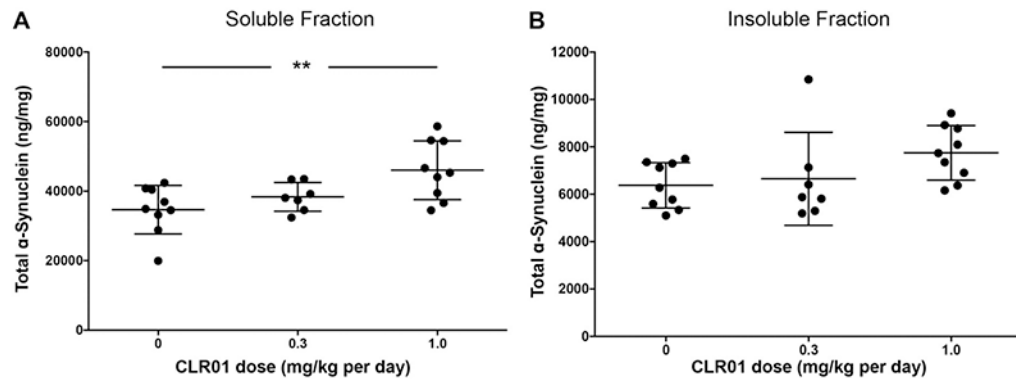 A
Soluble Fraction
Total α-Synuclein (ng/mg)
80000
60000
40000
20000
0
**
0
0.3
1.0
CLR01 dose (mg/kg per day)
B
Insoluble Fraction
Total α-Synuclein (ng/mg)
12000
10000
8000
6000
4000
2000
0
0
0.3
1.0
CLR01 dose (mg/kg per day)